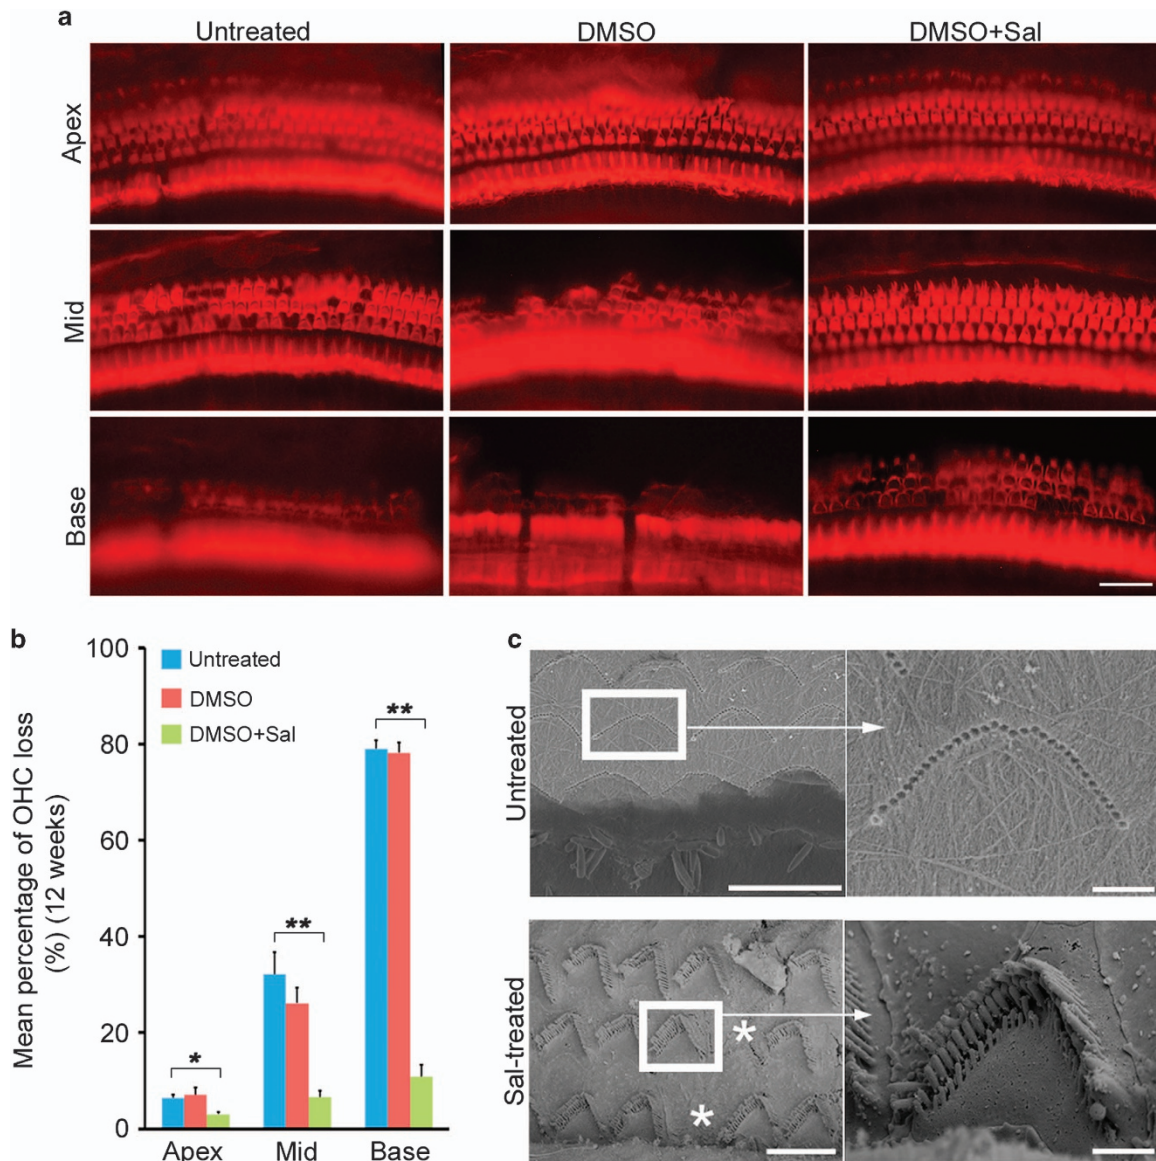 a
Untreated
DMSO
DMSO+Sal
Apex
Mid
Base
b
100
80
60
40
20
0
Mean percentage of OHC loss
(%) (12 weeks)
Untreated
DMSO
DMSO+Sal
*
**
**
Apex
Mid
Base
c
Untreated
Sal-treated
*
*